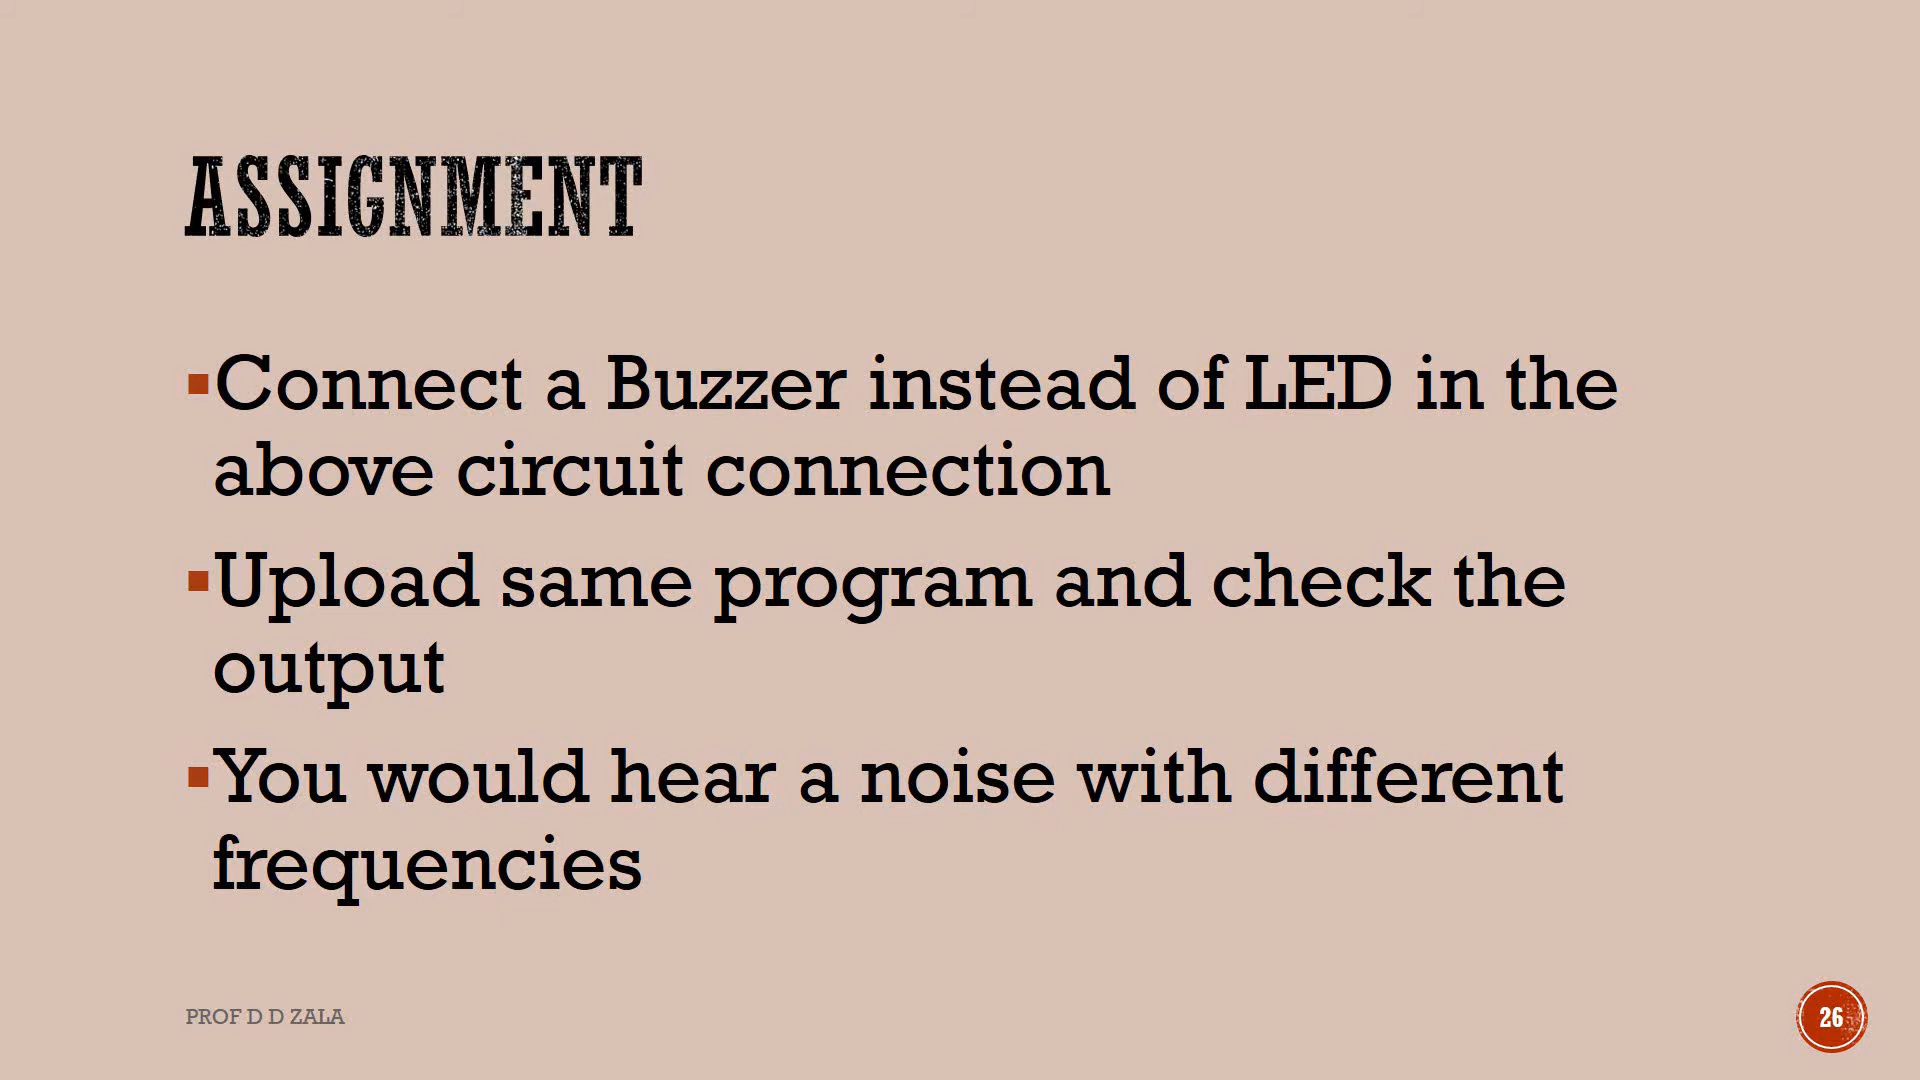 ASSIGNMENT
▪Connect a Buzzer instead of LED in the
above circuit connection
▪Upload same program and check the
output
▪You would hear a noise with different
frequencies
PROF D D ZALA
26